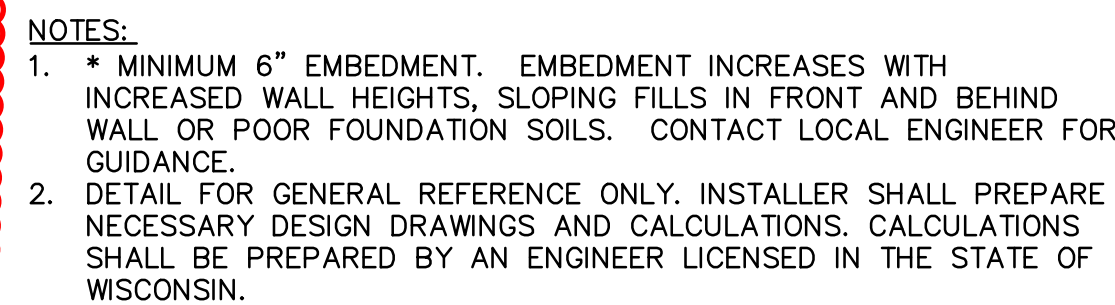 NOTES:
1. * MINIMUM 6" EMBEDMENT. EMBEDMENT INCREASES WITH
INCREASED WALL HEIGHTS, SLOPING FILLS IN FRONT AND BEHIND
WALL OR POOR FOUNDATION SOILS. CONTACT LOCAL ENGINEER FOR
GUIDANCE.
2. DETAIL FOR GENERAL REFERENCE ONLY. INSTALLER SHALL PREPARE
NECESSARY DESIGN DRAWINGS AND CALCULATIONS. CALCULATIONS
SHALL BE PREPARED BY AN ENGINEER LICENSED IN THE STATE OF
WISCONSIN.